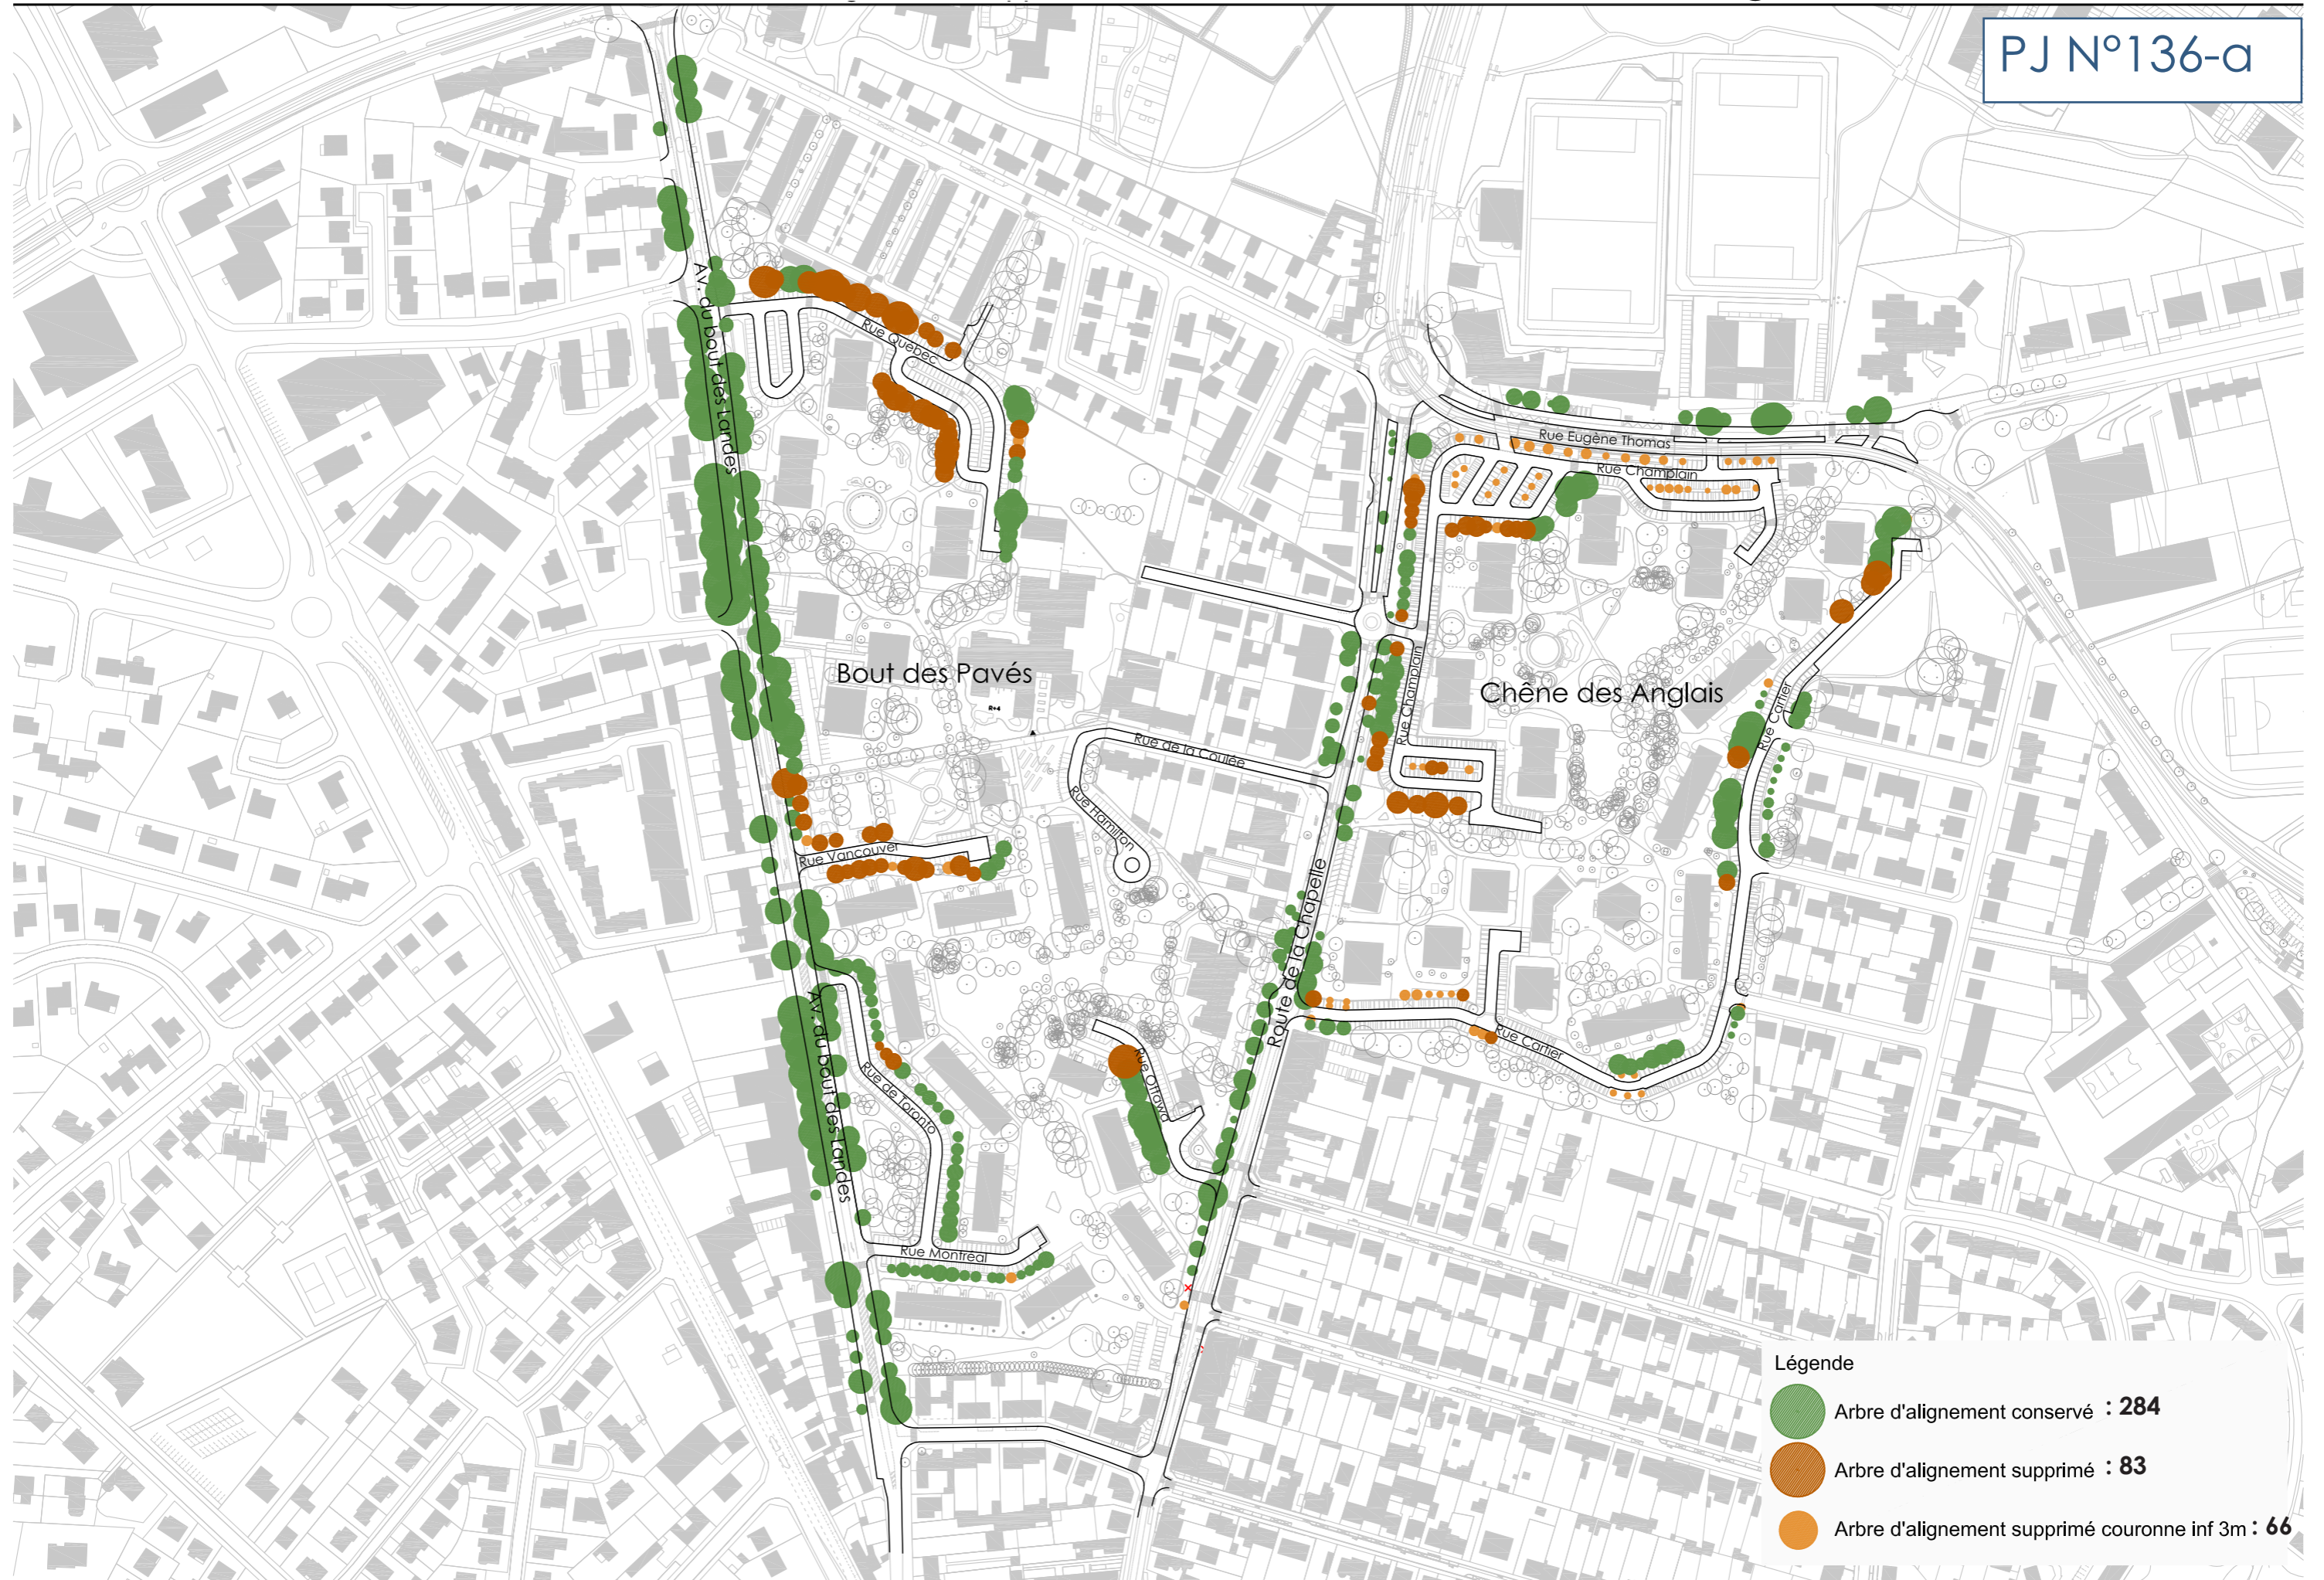 PJ N°136-a
Av. du bout des Landes
Rue Québec
Rue Eugène Thomas
Rue Champlain
Bout des Pavés
R+4
Chêne des Anglais
Rue Champlain
Rue Cartier
Rue de la Coulée
Rue Hamilton
Rue Vancouver
Route de la Chapelle
Av. du bout des Landes
Rue de Toronto
Rue Ottawa
Rue Cartier
Rue Montreal
Légende
Arbre d'alignement conservé : 284
Arbre d'alignement supprimé : 83
Arbre d'alignement supprimé couronne inf 3m : 66